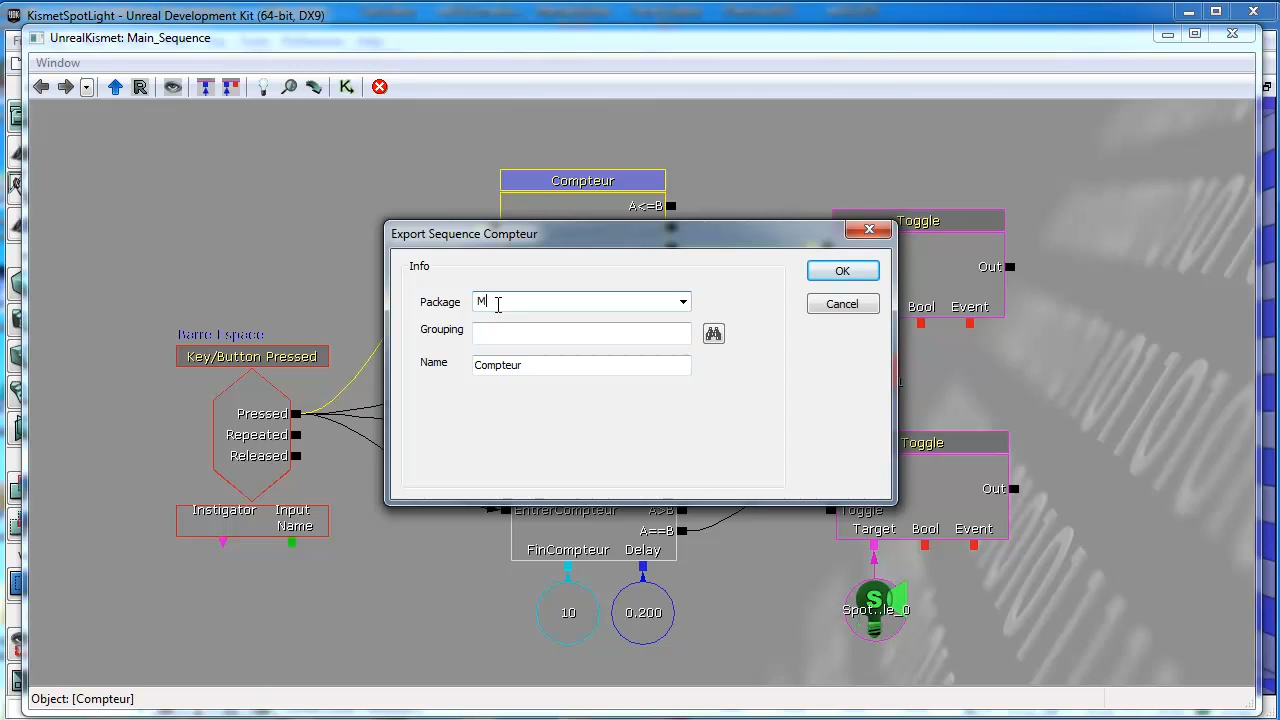 KismetSpotLight - Unreal Development Kit (64-bit, DX9)
UnrealKismet: Main_Sequence
Window
Compteur
A<=B
Export Sequence Compteur
Info
Package
M
OK
Grouping
Cancel
Name
Compteur
Toggle
Out
Bool Event
Barre Espace
Key/Button Pressed
Pressed
Repeated
Released
Instigator
Input
Name
Toggle
Out
EntrerCompteur
A>B
A==B
FinCompteur Delay
10
0.200
Toggle
Target Bool Event
S
Spot..le_0
Object: [Compteur]